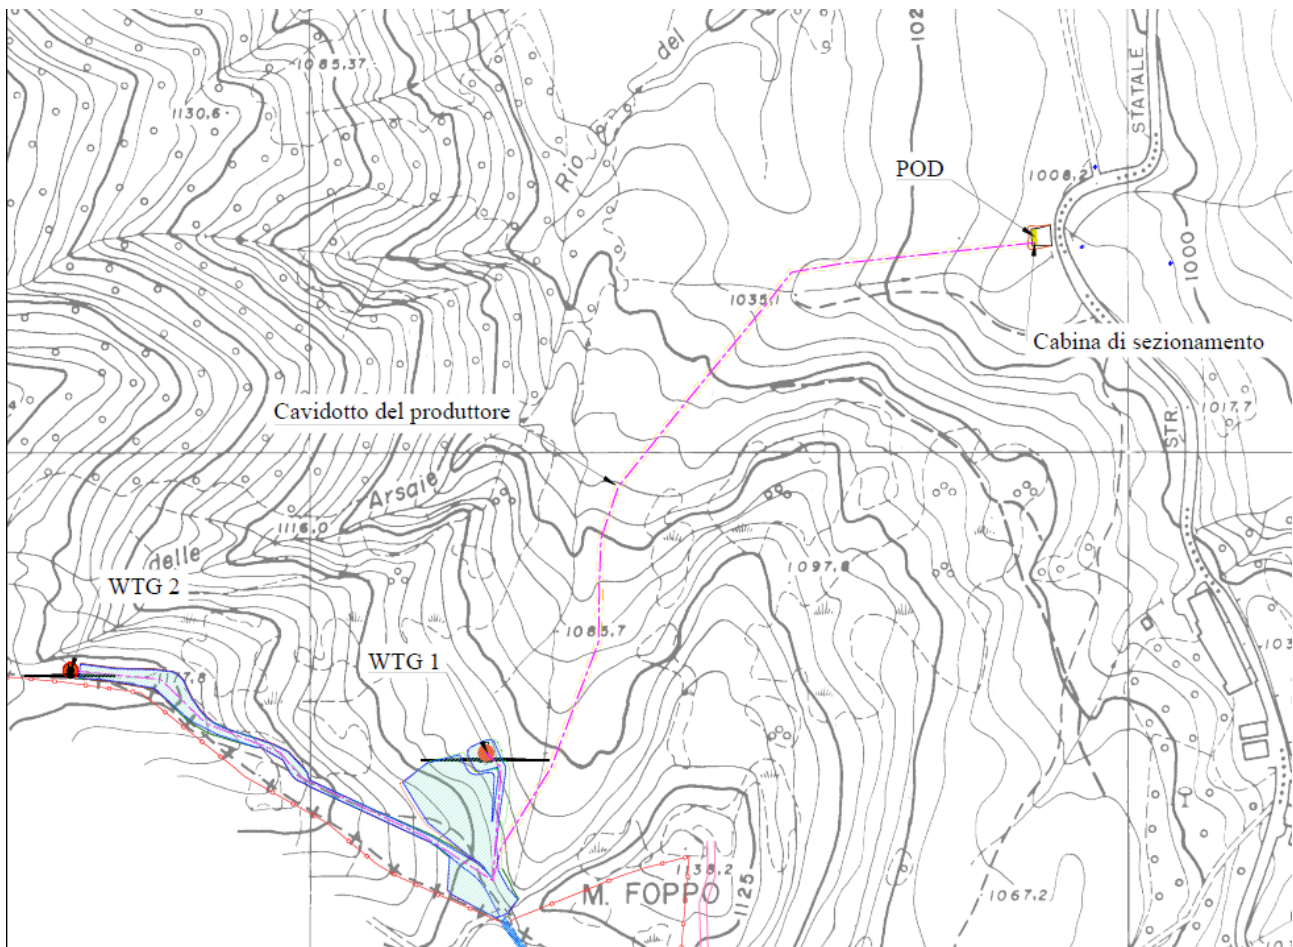 1085,37
1130,6
102
del
Rio
STATALE
POD
1008,2
1000
1035,1
Cabina di sezionamento
Cavidotto del produttore
1017,7
STR.
Arsaie
1116,0
delle
WTG 2
1097,8
1085,7
WTG 1
1177,8
1138,2
M. FOPPO
1125
1067,2